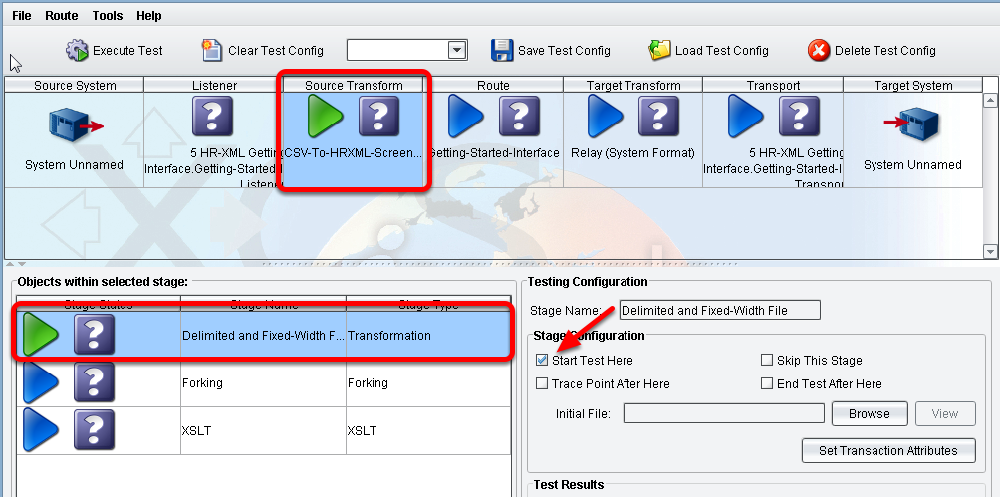 File Route Tools Help
Execute Test Clear Test Config Save Test Config Load Test Config Delete Test Config
Source System Listener Source Transform Route Target Transform Transport Target System
System Unnamed
5 HR-XML Getting
Interface.Getting-Started-
Listener
CSV-To-HRXML-Screen...
Getting-Started-Interface
Relay (System Format)
5 HR-XML Getting
Interface.Getting-Started-I
Transport
System Unnamed
Objects within selected stage:
Stage Status Stage Name Stage Type
Delimited and Fixed-Width F... Transformation
Forking Forking
XSLT XSLT
Testing Configuration
Stage Name: Delimited and Fixed-Width File
Stage Configuration
Start Test Here Skip This Stage
Trace Point After Here End Test After Here
Initial File: Browse View
Set Transaction Attributes
Test Results